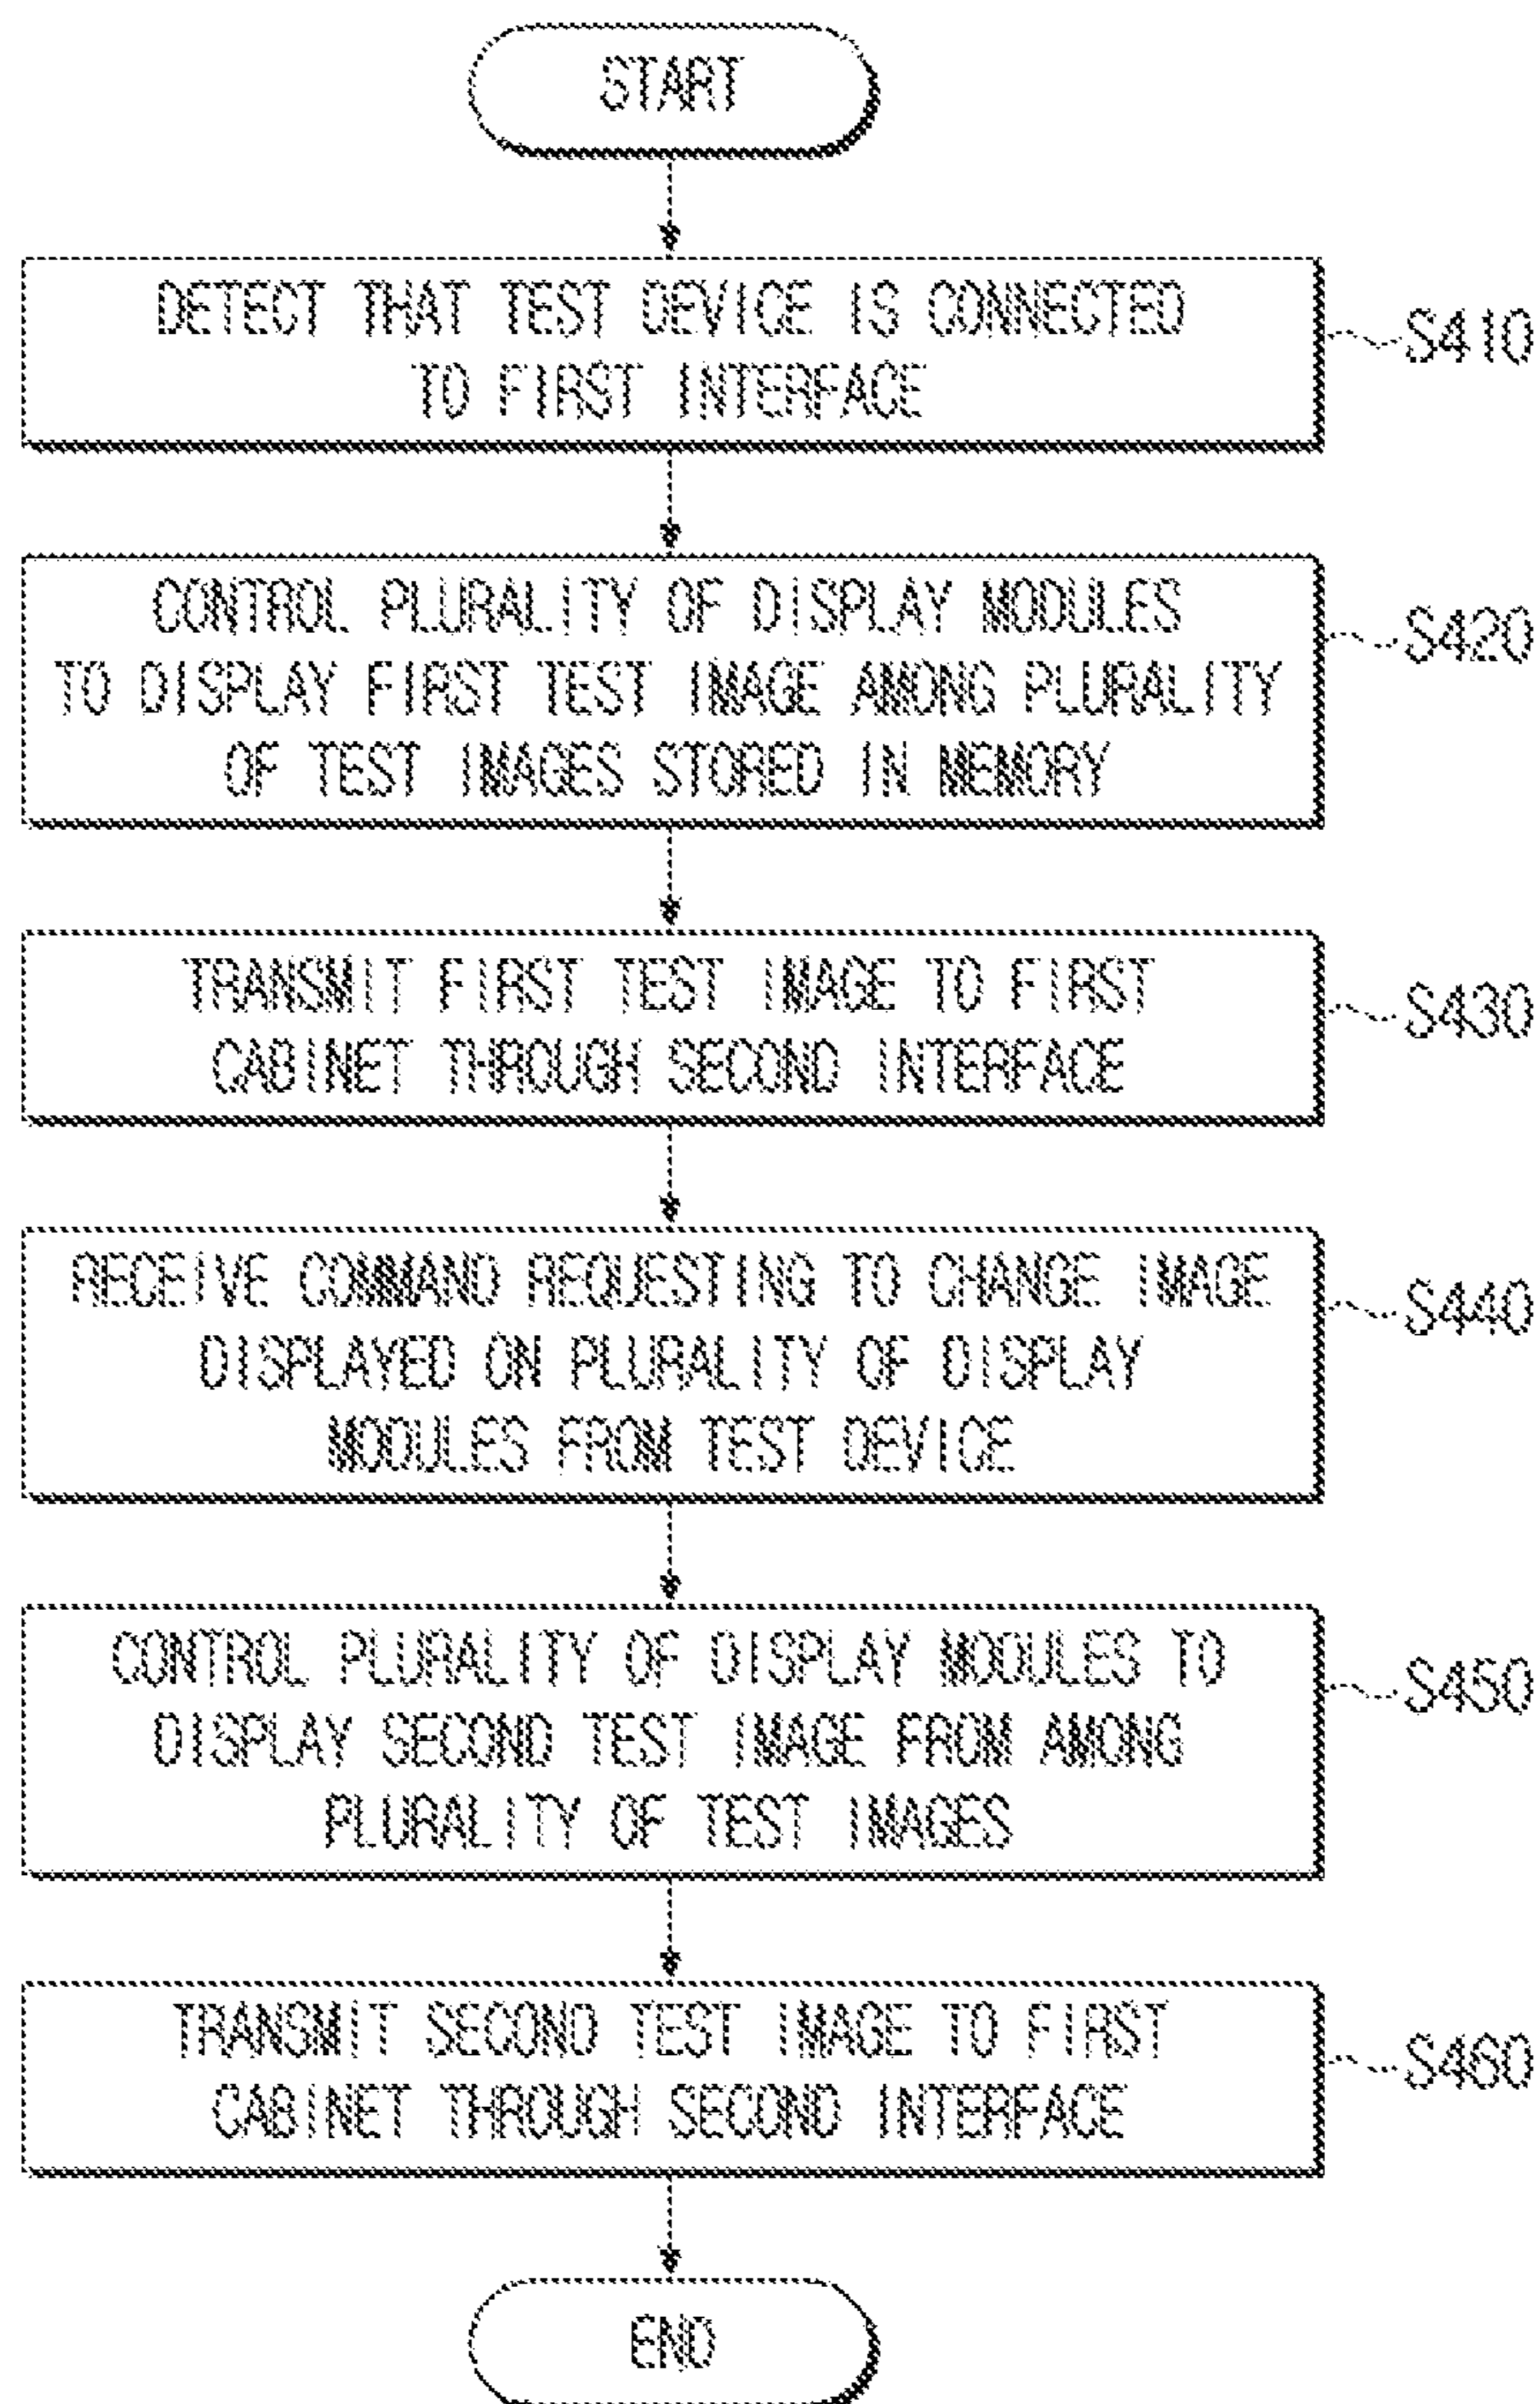 START
DETECT THAT TEST DEVICE IS CONNECTED
TO FIRST INTERFACE
S410
CONTROL PLURALITY OF DISPLAY MODULES
TO DISPLAY FIRST TEST IMAGE AMONG PLURALITY
OF TEST IMAGES STORED IN MEMORY
S420
TRANSMIT FIRST TEST IMAGE TO FIRST
CABINET THROUGH SECOND INTERFACE
S430
RECEIVE COMMAND REQUESTING TO CHANGE IMAGE
DISPLAYED ON PLURALITY OF DISPLAY
MODULES FROM TEST DEVICE
S440
CONTROL PLURALITY OF DISPLAY MODULES TO
DISPLAY SECOND TEST IMAGE FROM AMONG
PLURALITY OF TEST IMAGES
S450
TRANSMIT SECOND TEST IMAGE TO FIRST
CABINET THROUGH SECOND INTERFACE
S460
END